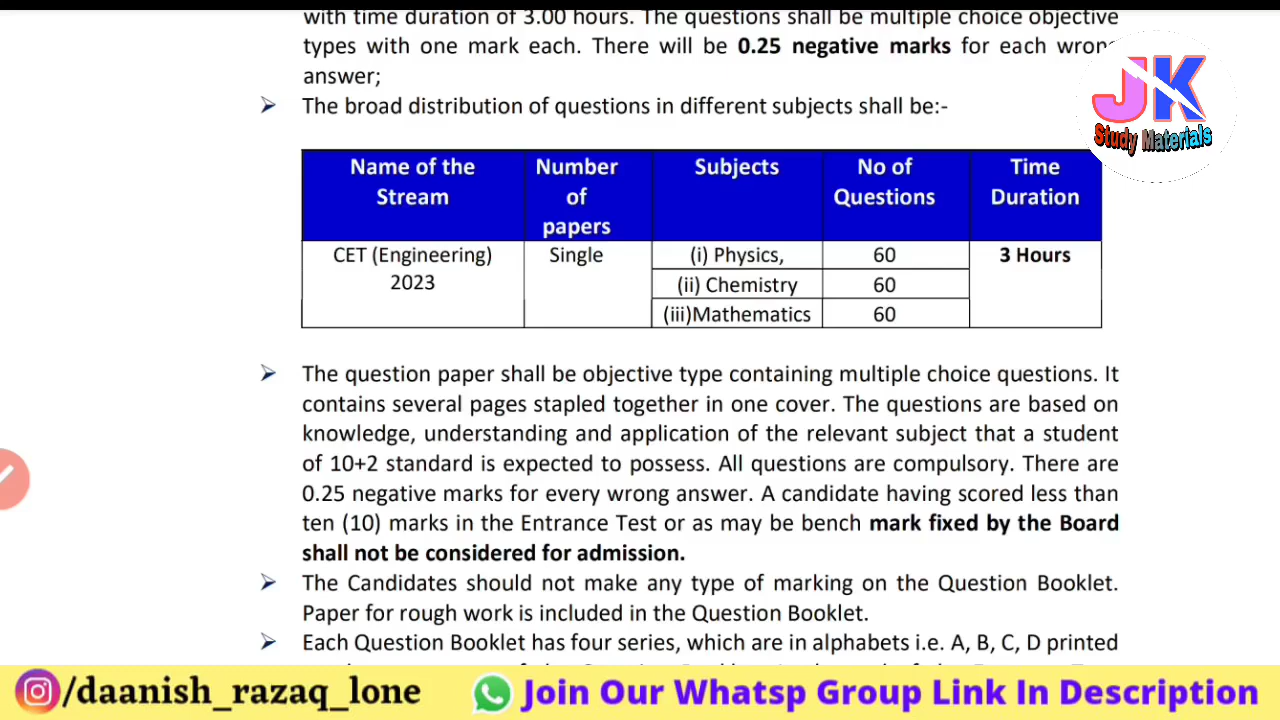 with time duration of 3.00 hours. The questions shall be multiple choice objective
types with one mark each. There will be 0.25 negative marks for each wrong
answer;
➢ The broad distribution of questions in different subjects shall be:-
JK
Study Materials
Name of the Stream Number of papers Subjects No of Questions Time Duration
CET (Engineering) 2023 Single (i) Physics, 60 3 Hours
(ii) Chemistry 60
(iii)Mathematics 60
➢ The question paper shall be objective type containing multiple choice questions. It
contains several pages stapled together in one cover. The questions are based on
knowledge, understanding and application of the relevant subject that a student
of 10+2 standard is expected to possess. All questions are compulsory. There are
0.25 negative marks for every wrong answer. A candidate having scored less than
ten (10) marks in the Entrance Test or as may be bench mark fixed by the Board
shall not be considered for admission.
➢ The Candidates should not make any type of marking on the Question Booklet.
Paper for rough work is included in the Question Booklet.
➢ Each Question Booklet has four series, which are in alphabets i.e. A, B, C, D printed
/daanish_razaq_lone Join Our Whatsp Group Link In Description